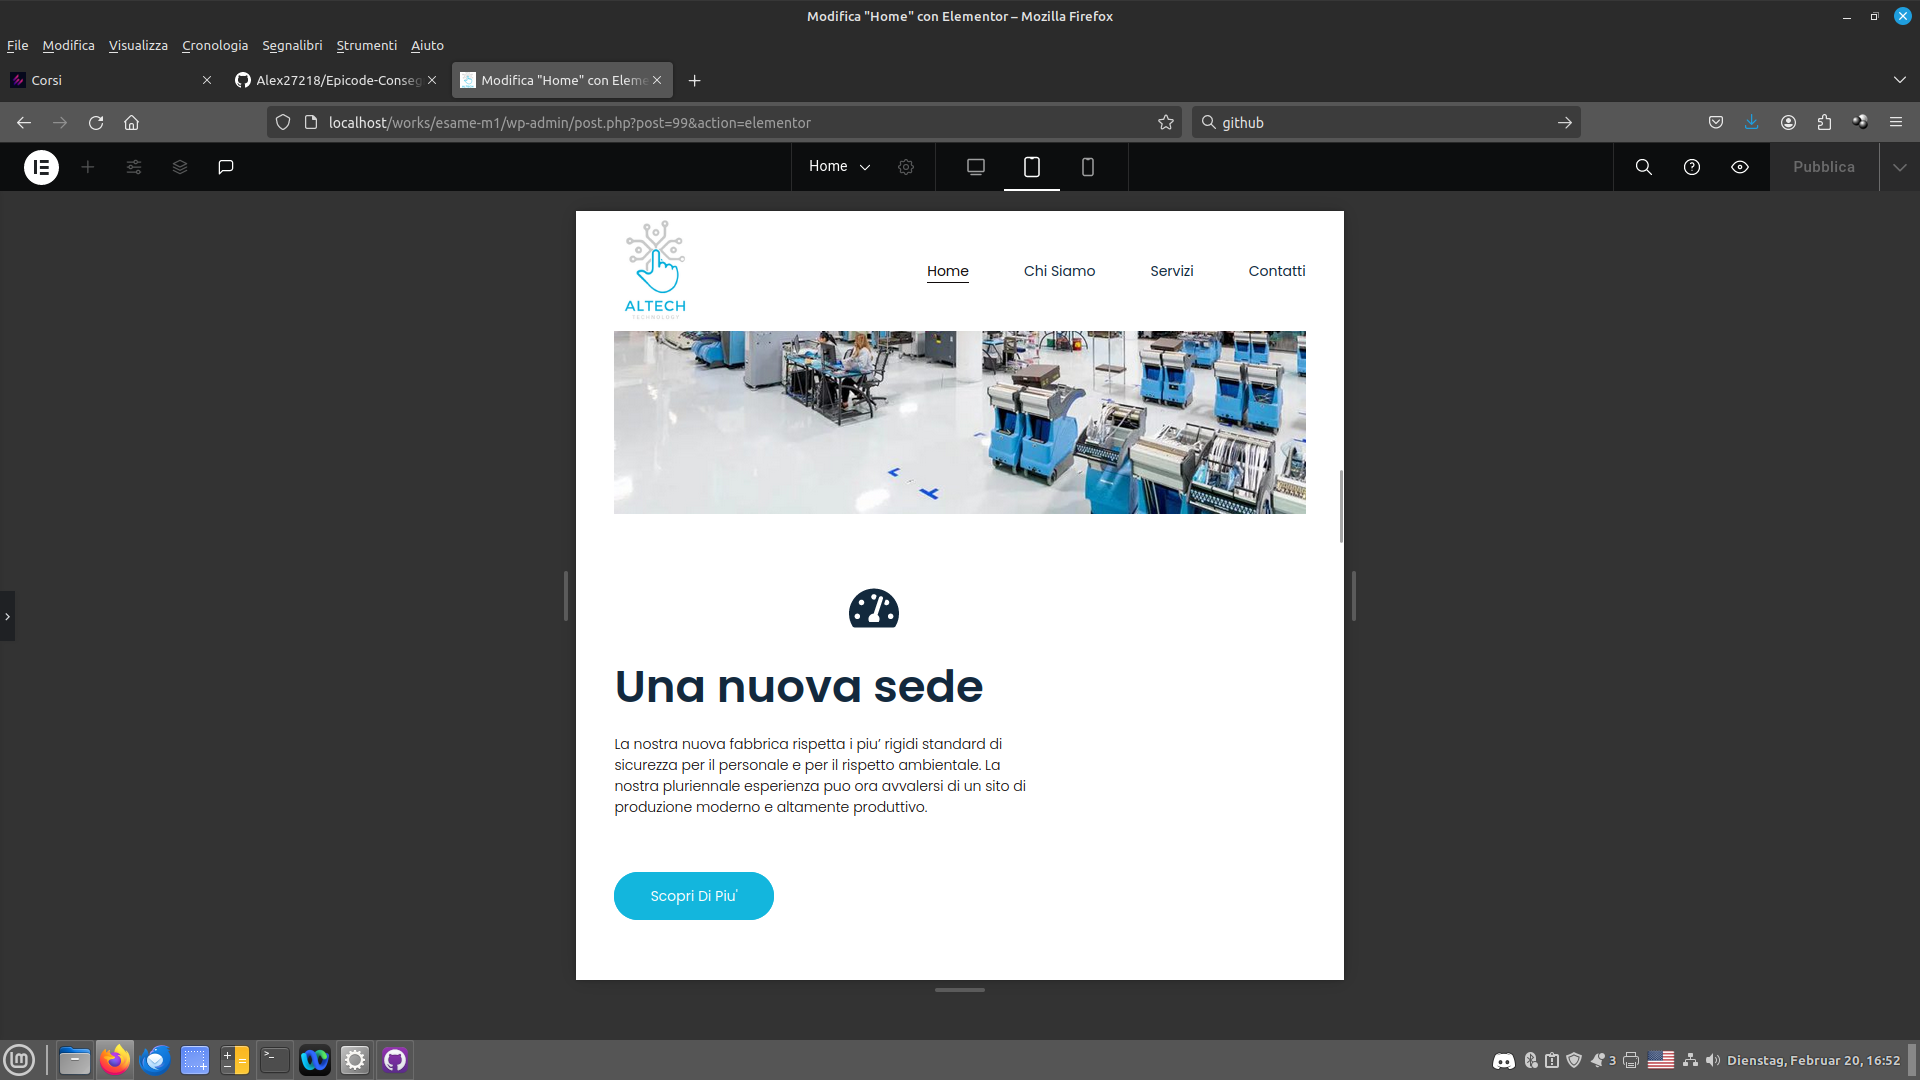 Modifica "Home" con Elementor – Mozilla Firefox
File Modifica Visualizza Cronologia Segnalibri Strumenti Aiuto
Corsi
Alex27218/Epicode-Conseg
Modifica "Home" con Eleme
localhost/works/esame-m1/wp-admin/post.php?post=99&action=elementor
github
Home
Pubblica
ALTECH
TECHNOLOGY
Home
Chi Siamo
Servizi
Contatti
Una nuova sede
La nostra nuova fabbrica rispetta i piu’ rigidi standard di
sicurezza per il personale e per il rispetto ambientale. La
nostra pluriennale esperienza puo ora avvalersi di un sito di
produzione moderno e altamente produttivo.
Scopri Di Piu'
3
Dienstag, Februar 20, 16:52